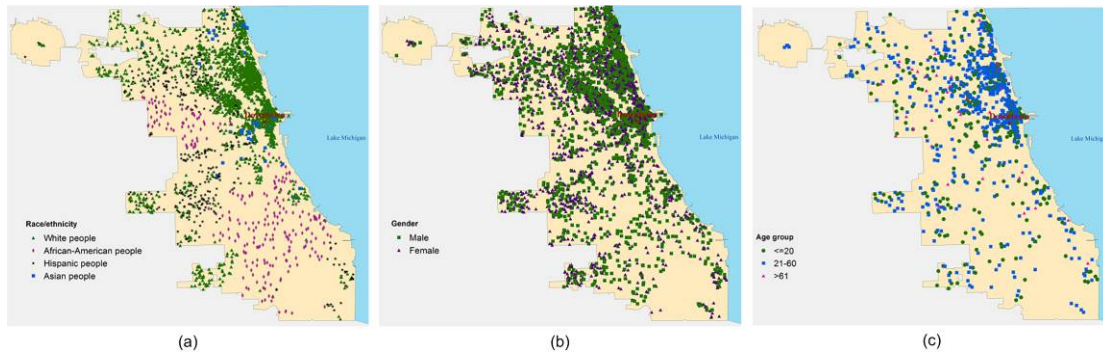 Downtown
Lake Michigan
Race/ethnicity
White people
African-American people
Hispanic people
Asian people
(a)
Lake Michigan
Gender
Male
Female
(b)
Lake Michigan
Age group
<=20
21-60
>61
(c)